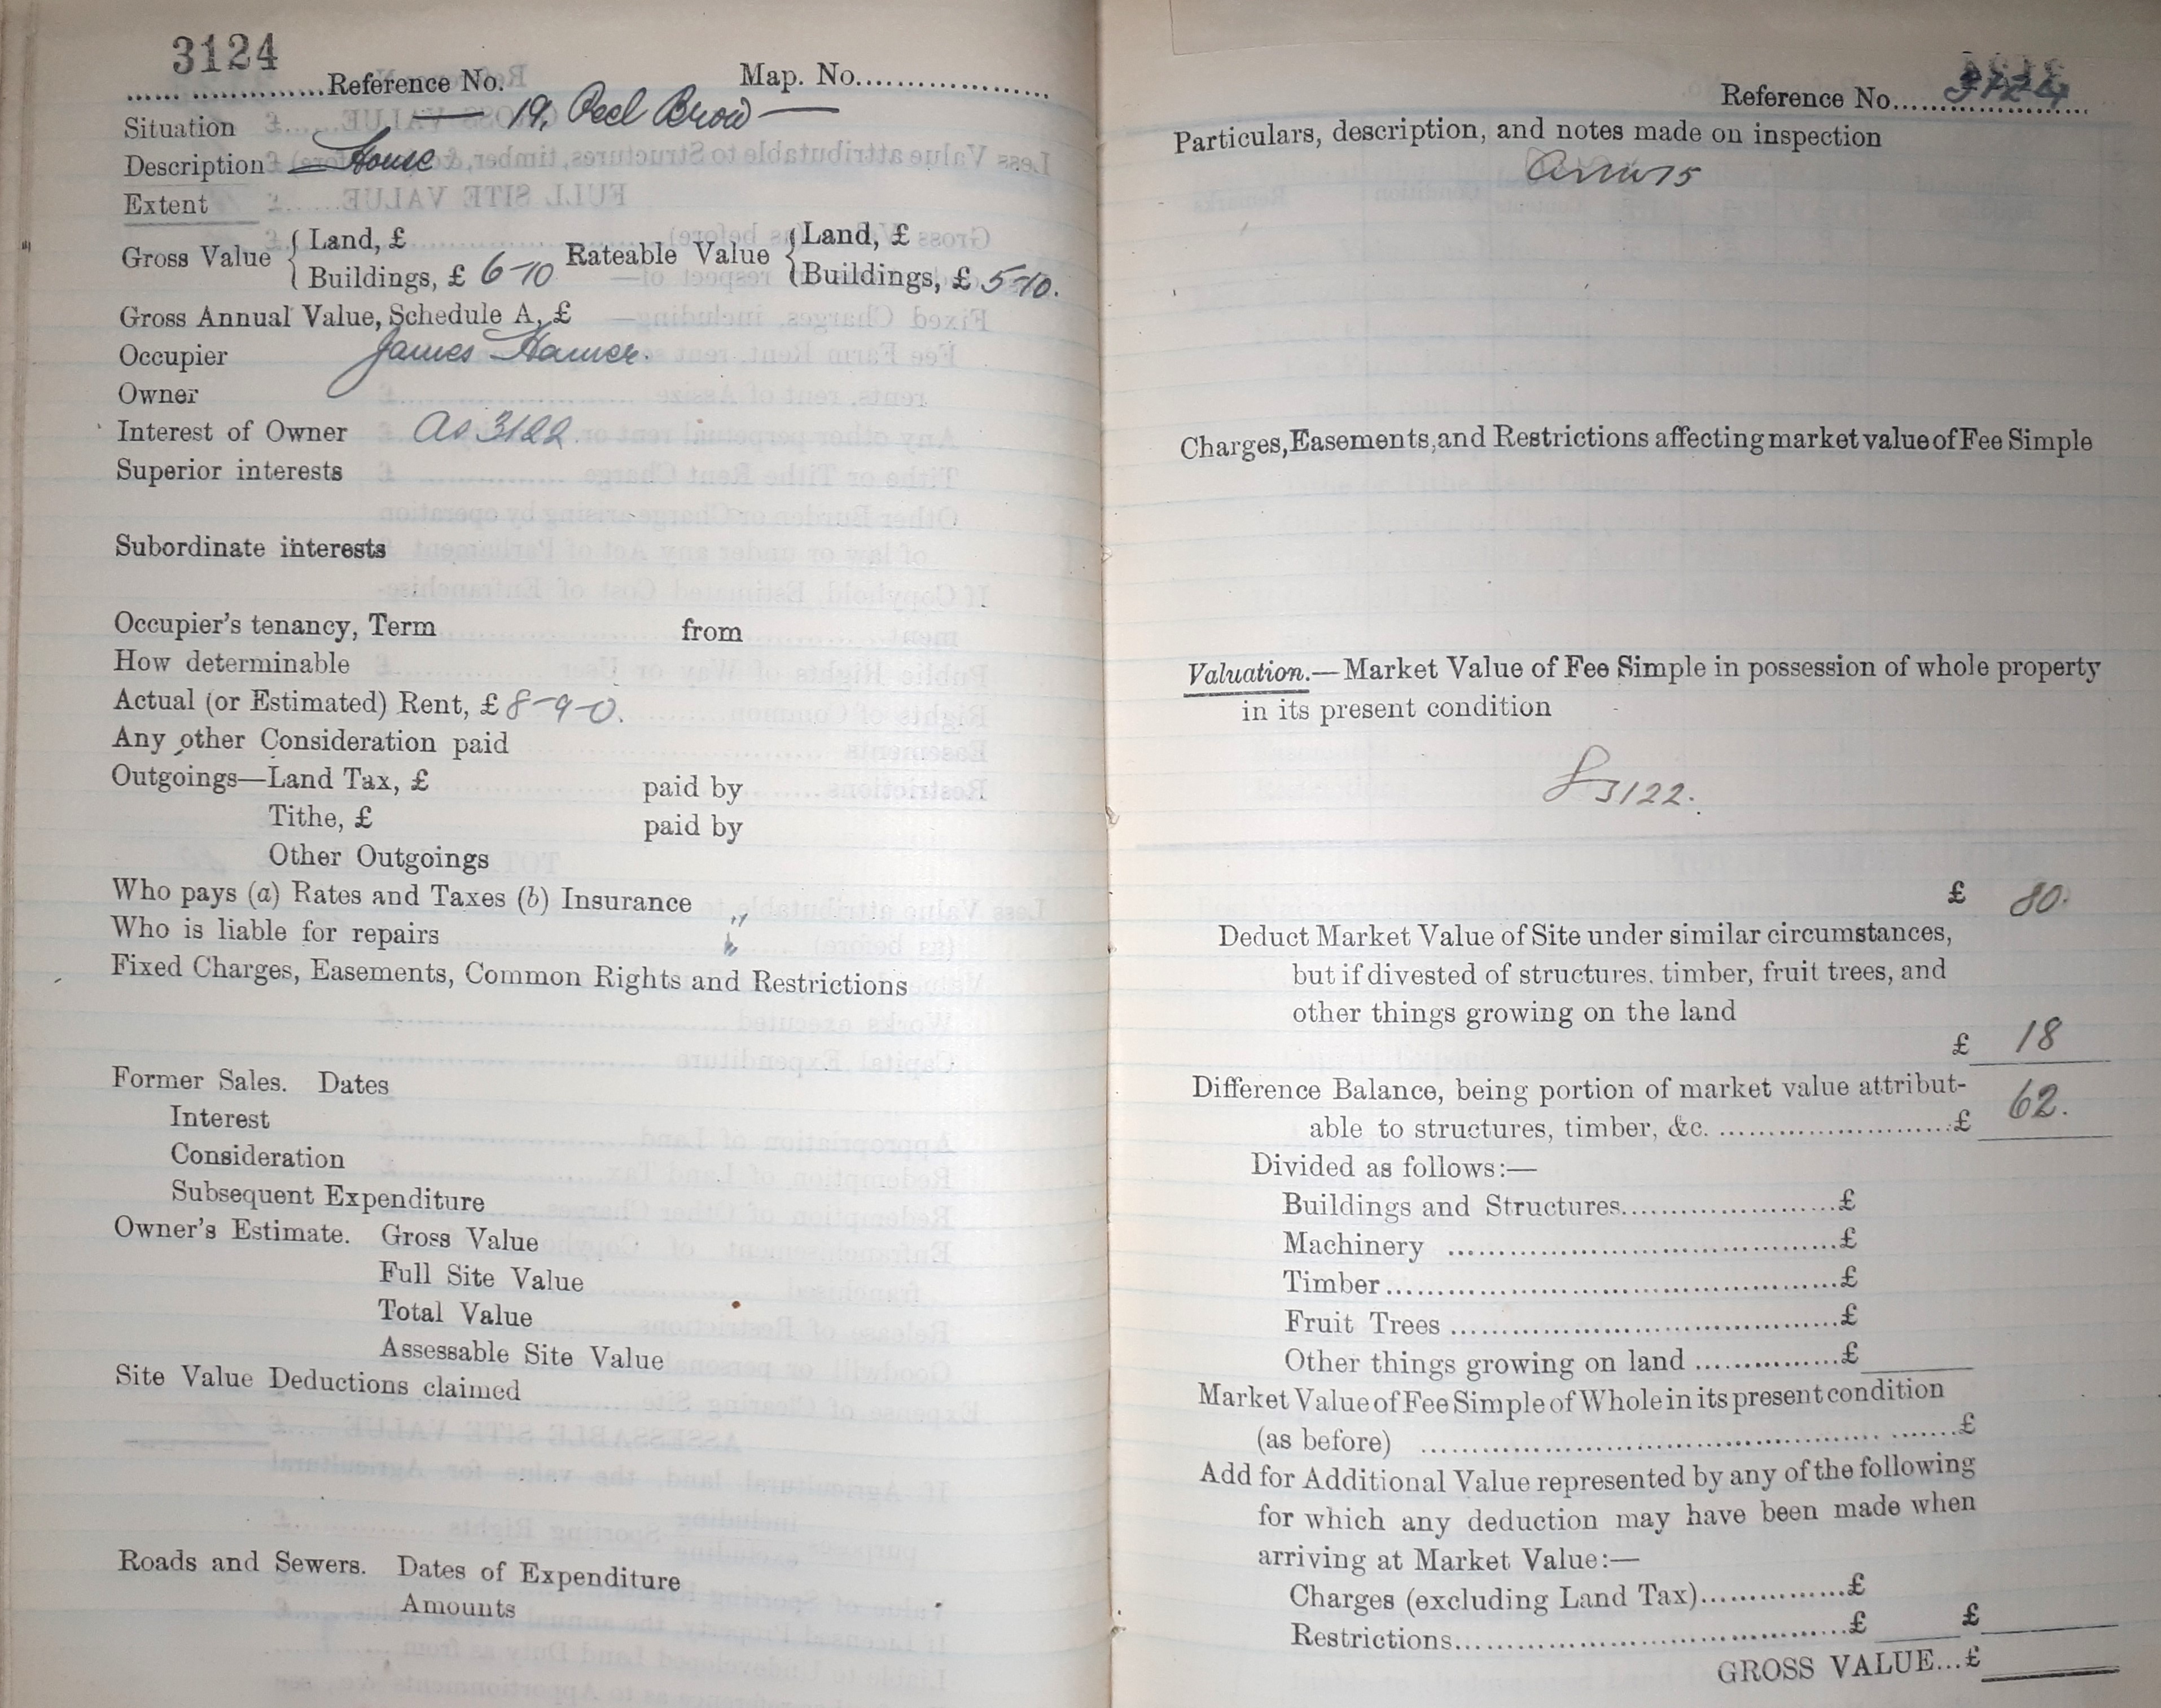 3124
Reference No. Map. No.
Situation — 19, Peel Brow —
Description House
Extent
Gross Value { Land, £ Rateable Value { Land, £
Buildings, £ 6-10 Buildings, £ 5-10.
Gross Annual Value, Schedule A, £
Occupier James Hamer.
Owner
Interest of Owner as 3122.
Superior interests
Subordinate interests
Occupier's tenancy, Term from
How determinable
Actual (or Estimated) Rent, £ 8-9-0.
Any other Consideration paid
Outgoings—Land Tax, £ paid by
Tithe, £ paid by
Other Outgoings
Who pays (a) Rates and Taxes (b) Insurance "
Who is liable for repairs
Fixed Charges, Easements, Common Rights and Restrictions
Former Sales. Dates
Interest
Consideration
Subsequent Expenditure
Owner's Estimate. Gross Value
Full Site Value
Total Value
Assessable Site Value
Site Value Deductions claimed
Roads and Sewers. Dates of Expenditure
Amounts
Reference No. 3124
Particulars, description, and notes made on inspection
Charges, Easements, and Restrictions affecting market value of Fee Simple
Valuation.—Market Value of Fee Simple in possession of whole property
in its present condition
3122.
£ 80.
Deduct Market Value of Site under similar circumstances,
but if divested of structures. timber, fruit trees, and
other things growing on the land
£ 18
Difference Balance, being portion of market value attribut-
able to structures, timber, &c. £ 62.
Divided as follows:—
Buildings and Structures £
Machinery £
Timber £
Fruit Trees £
Other things growing on land £
Market Value of Fee Simple of Whole in its present condition
(as before) £
Add for Additional Value represented by any of the following
for which any deduction may have been made when
arriving at Market Value:—
Charges (excluding Land Tax) £
Restrictions £ £
GROSS VALUE... £